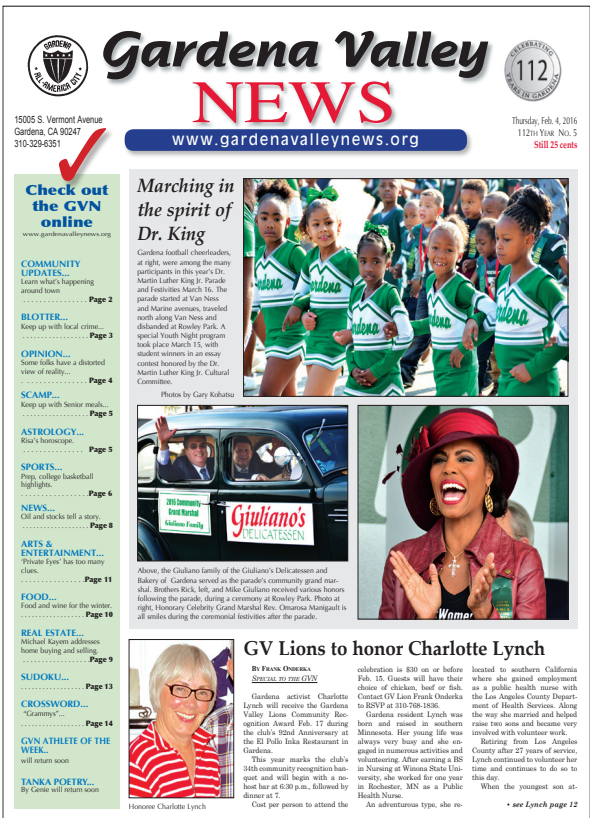 GARDENA
ALL-AMERICA CITY
Gardena Valley
NEWS
CELEBRATING
112
YEARS IN GARDENA
15005 S. Vermont Avenue
Gardena, CA 90247
310-329-6351
www.gardenavalleynews.org
Thursday, Feb. 4, 2016
112TH YEAR No. 5
Still 25 cents
Check out
the GVN
online
www.gardenavalleynews.org
COMMUNITY
UPDATES...
Learn what's happening
around town
. . . . . . . . . . . . . . . Page 2
BLOTTER...
Keep up with local crime...
. . . . . . . . . . . . . . . Page 3
OPINION...
Some folks have a distorted
view of reality...
. . . . . . . . . . . . . . . Page 4
SCAMP...
Keep up with Senior meals...
. . . . . . . . . . . . . . . Page 5
ASTROLOGY...
Risa's horoscope.
. . . . . . . . . . . . . . . Page 5
SPORTS...
Prep, college basketball
highlights.
. . . . . . . . . . . . . . . Page 6
NEWS...
Oil and stocks tell a story.
. . . . . . . . . . . . . . . Page 8
ARTS &
ENTERTAINMENT...
'Private Eyes' has too many
clues.
. . . . . . . . . . . . . . . Page 11
FOOD...
Food and wine for the winter.
. . . . . . . . . . . . . . . Page 10
REAL ESTATE...
Michael Kayem addresses
home buying and selling.
. . . . . . . . . . . . . . . Page 9
SUDOKU...
. . . . . . . . . . . . . . . Page 13
CROSSWORD...
"Grammys"...
. . . . . . . . . . . . . . . Page 14
GVN ATHLETE OF THE
WEEK..
will return soon
TANKA POETRY...
By Genie will return soon
Marching in
the spirit of
Dr. King
Gardena football cheerleaders,
at right, were among the many
participants in this year's Dr.
Martin Luther King Jr. Parade
and Festivities March 16. The
parade started at Van Ness
and Marine avenues, traveled
north along Van Ness and
disbanded at Rowley Park. A
special Youth Night program
took place March 15, with
student winners in an essay
contest honored by the Dr.
Martin Luther King Jr. Cultural
Committee.
Photos by Gary Kohatsu
Gardena
2016 Community
Grand Marshal
Giuliano Family
Giuliano's
DELICATESSEN
Women
Above, the Giuliano family of the Giuliano's Delicatessen and
Bakery of Gardena served as the parade's community grand mar-
shal. Brothers Rick, left, and Mike Giuliano received various honors
following the parade, during a ceremony at Rowley Park. Photo at
right, Honorary Celebrity Grand Marshal Rev. Omarosa Manigault is
all smiles during the ceremonial festivities after the parade.
Honoree Charlotte Lynch
GV Lions to honor Charlotte Lynch
BY FRANK ONDERKA
SPECIAL TO THE GVN
Gardena activist Charlotte
Lynch will receive the Gardena
Valley Lions Community Rec-
ognition Award Feb. 17 during
the club's 92nd Anniversary at
the El Pollo Inka Restaurant in
Gardena.
This year marks the club's
34th community recognition ban-
quet and will begin with a no-
host bar at 6:30 p.m., followed by
dinner at 7.
Cost per person to attend the
celebration is $30 on or before
Feb. 15. Guests will have their
choice of chicken, beef or fish.
Contact GV Lion Frank Onderka
to RSVP at 310-768-1836.
Gardena resident Lynch was
born and raised in southern
Minnesota. Her young life was
always very busy and she en-
gaged in numerous activities and
volunteering. After earning a BS
in Nursing at Winona State Uni-
versity, she worked for one year
in Rochester, MN as a Public
Health Nurse.
An adventurous type, she re-
located to southern California
where she gained employment
as a public health nurse with
the Los Angeles County Depart-
ment of Health Services. Along
the way she married and helped
raise two sons and became very
involved with volunteer work.
Retiring from Los Angeles
County after 27 years of service,
Lynch continued to volunteer her
time and continues to do so to
this day.
When the youngest son at-
• see Lynch page 12